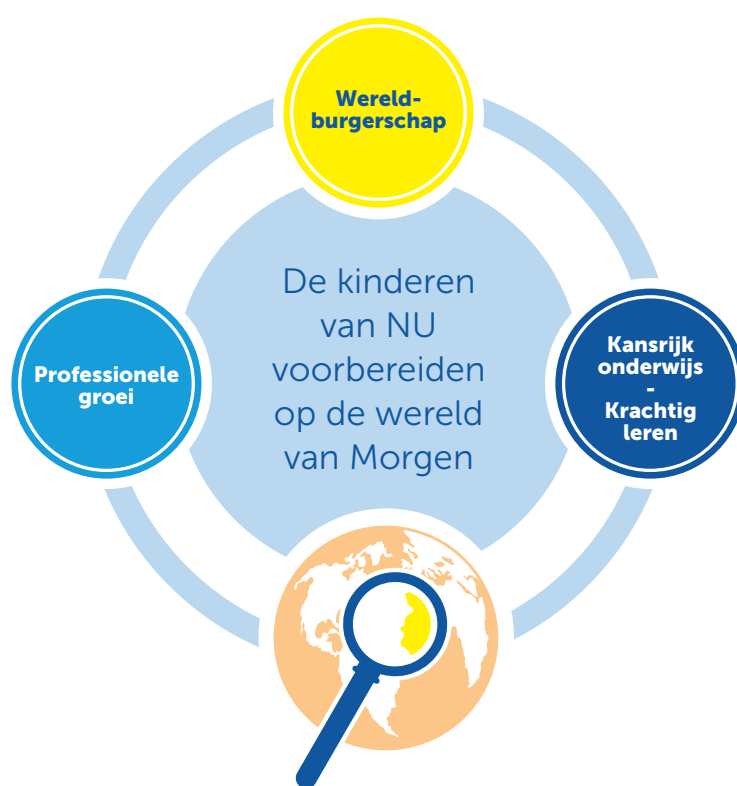 Wereld-
burgerschap
De kinderen
van NU
voorbereiden
op de wereld
van Morgen
Professionele
groei
Kansrijk
onderwijs
-
Krachtig
leren